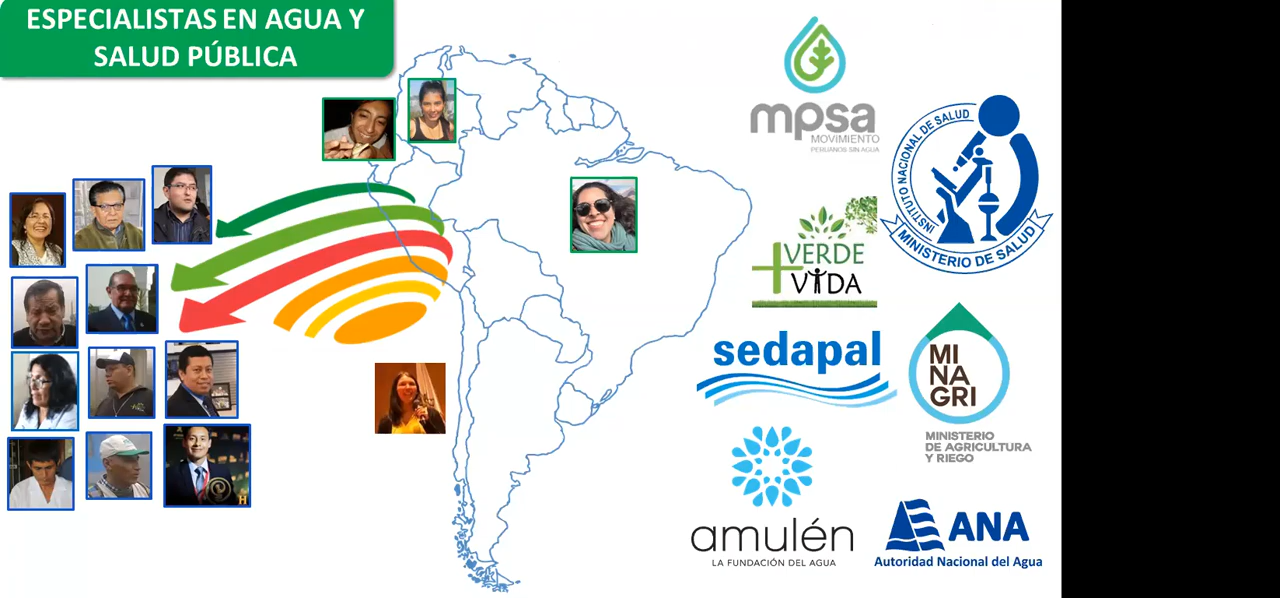 ESPECIALISTAS EN AGUA Y
SALUD PÚBLICA
mpsa
MOVIMIENTO
PERUANOS SIN AGUA
INSTITUTO NACIONAL DE SALUD
MINISTERIO DE SALUD
+VERDE
VIDA
sedapal
MI
NA
GRI
MINISTERIO
DE AGRICULTURA
Y RIEGO
amulén
LA FUNDACIÓN DEL AGUA
ANA
Autoridad Nacional del Agua
H